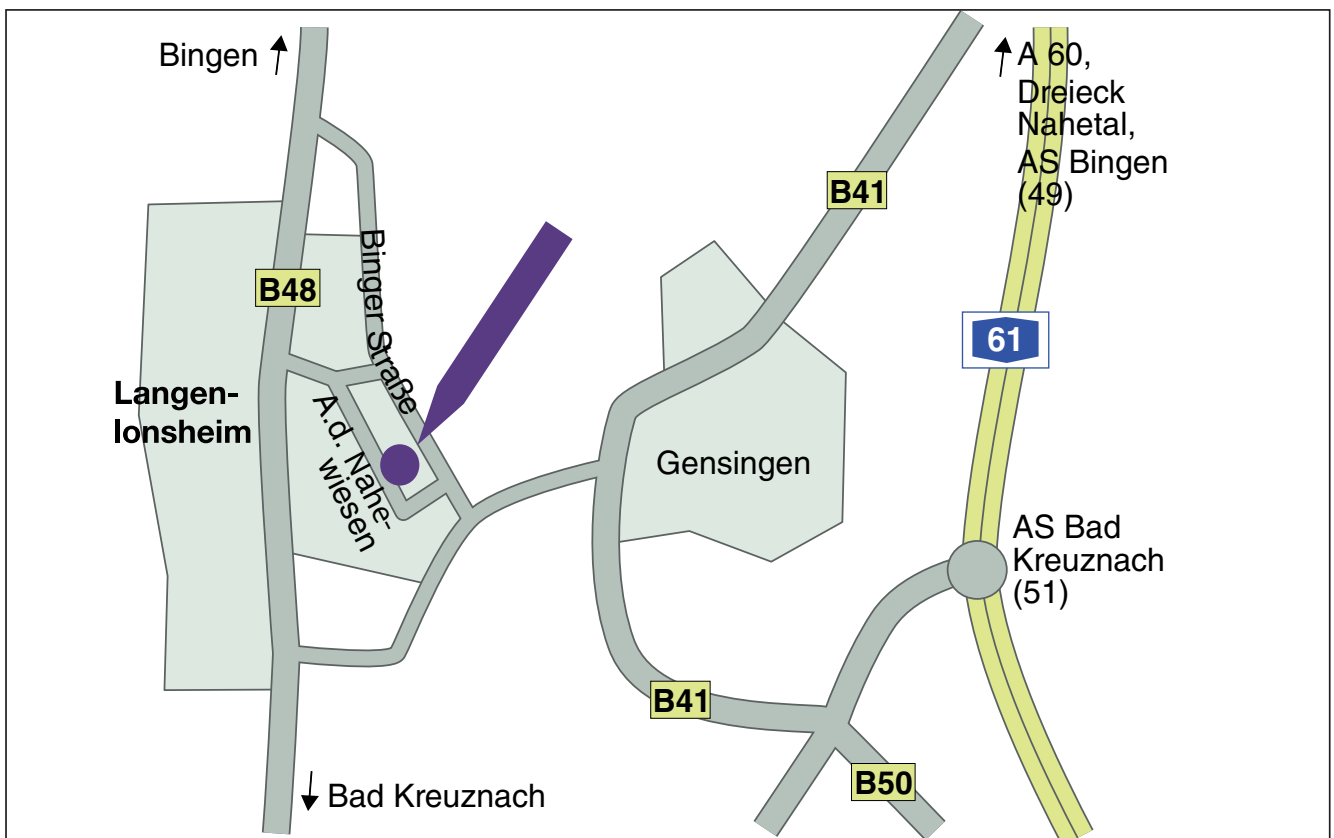 Bingen
A 60,
Dreieck
Nahetal,
AS Bingen
(49)
B41
B48
Binger Straße
61
Langen-
lonsheim
A.d. Nahe-
wiesen
Gensingen
AS Bad
Kreuznach
(51)
B41
B50
Bad Kreuznach